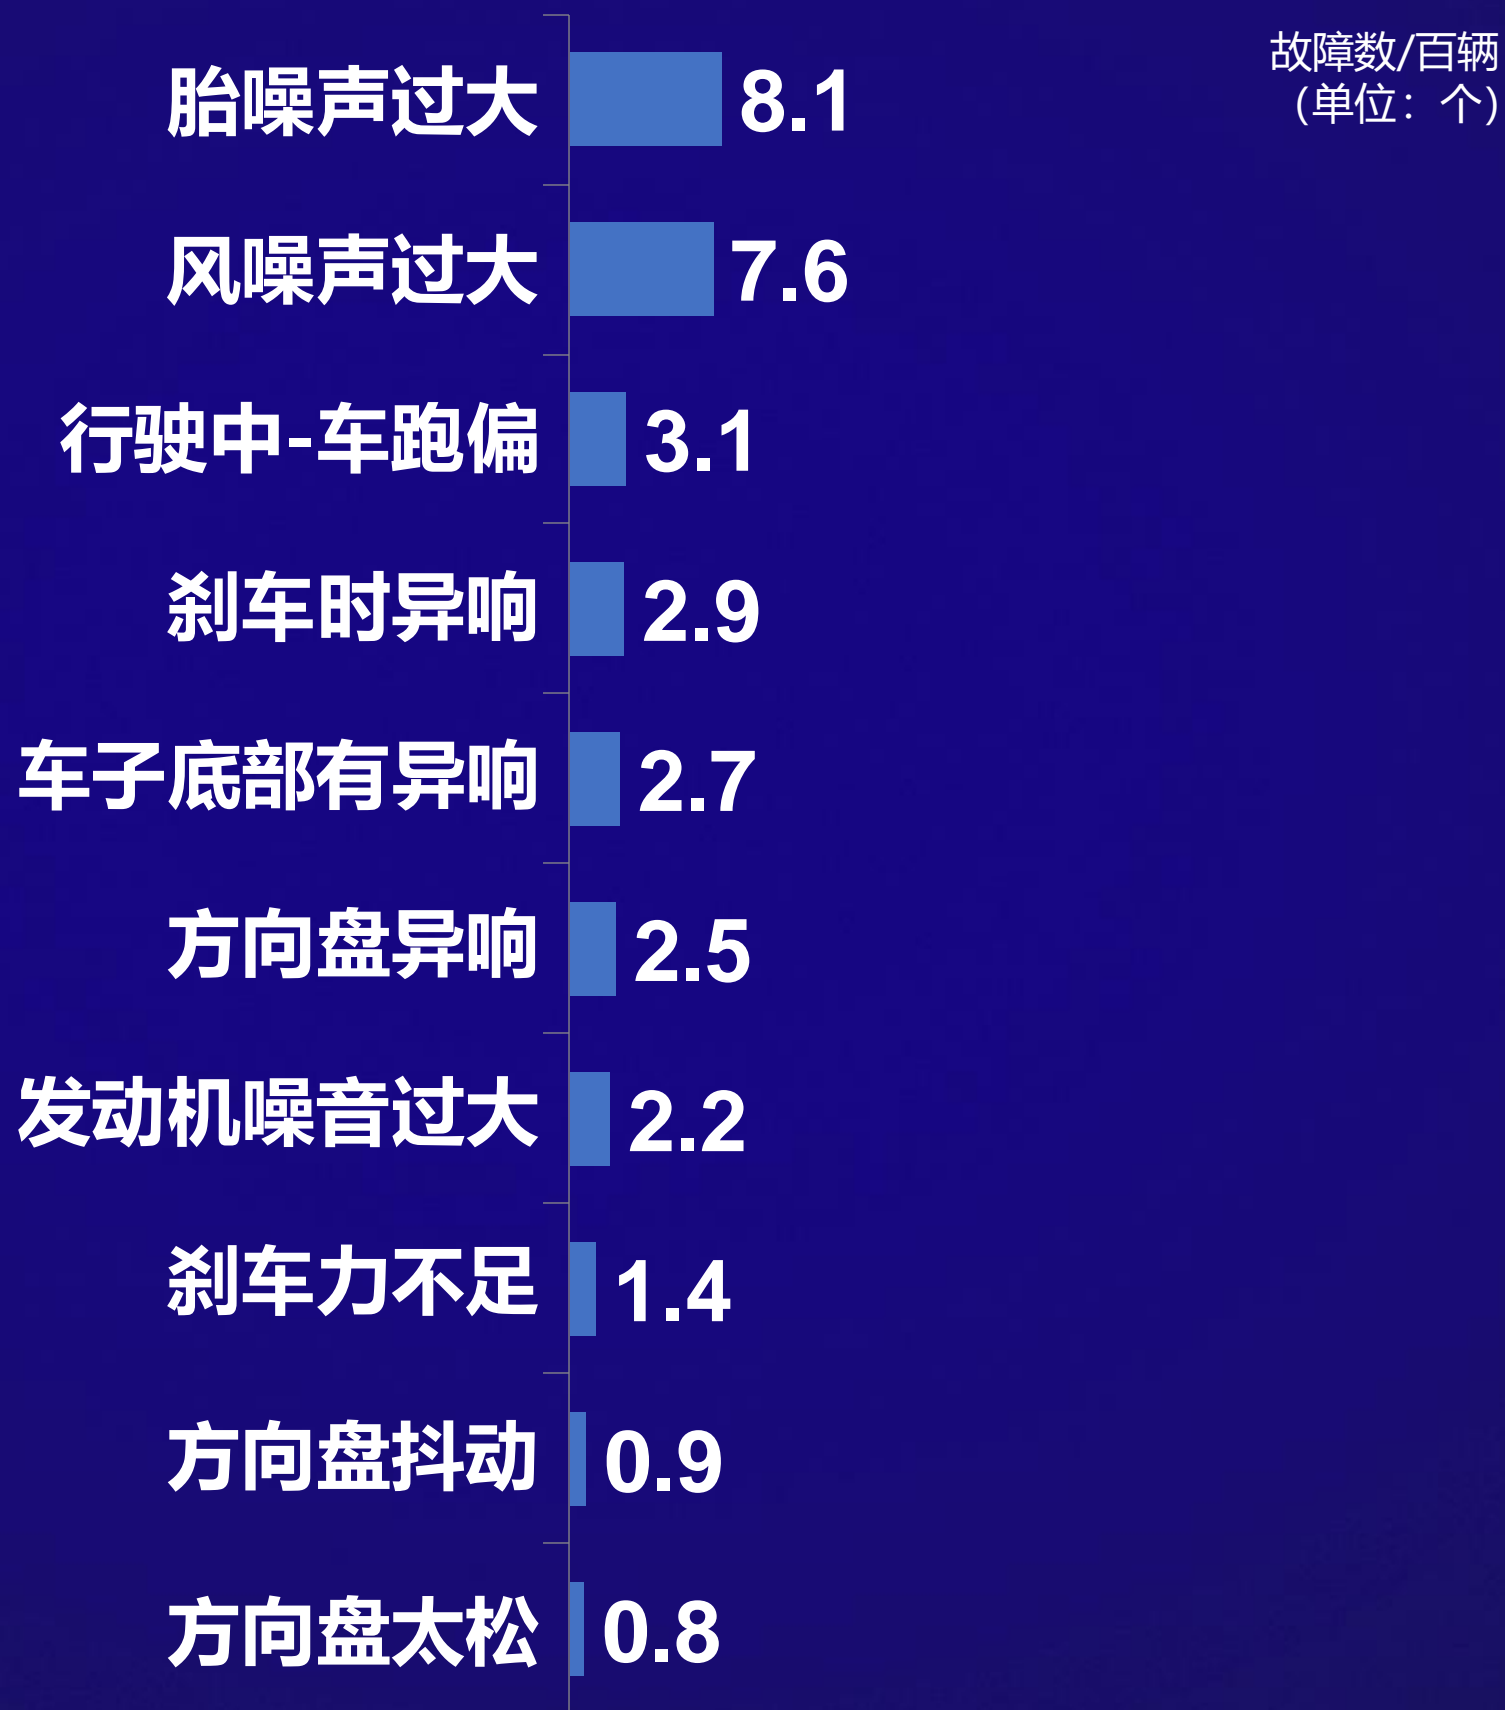 故障数/百辆
（单位：个）
胎噪声过大 8.1
风噪声过大 7.6
行驶中-车跑偏 3.1
刹车时异响 2.9
车子底部有异响 2.7
方向盘异响 2.5
发动机噪音过大 2.2
刹车力不足 1.4
方向盘抖动 0.9
方向盘太松 0.8